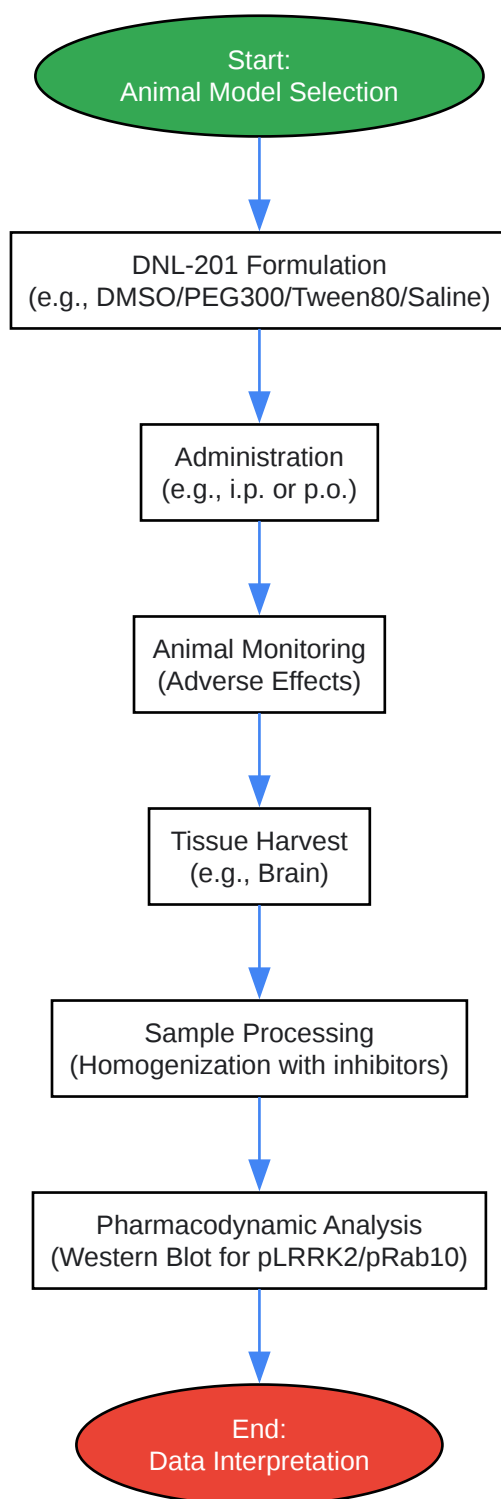 Start:
Animal Model Selection
DNL-201 Formulation
(e.g., DMSO/PEG300/Tween80/Saline)
Administration
(e.g., i.p. or p.o.)
Animal Monitoring
(Adverse Effects)
Tissue Harvest
(e.g., Brain)
Sample Processing
(Homogenization with inhibitors)
Pharmacodynamic Analysis
(Western Blot for pLRRK2/pRab10)
End:
Data Interpretation